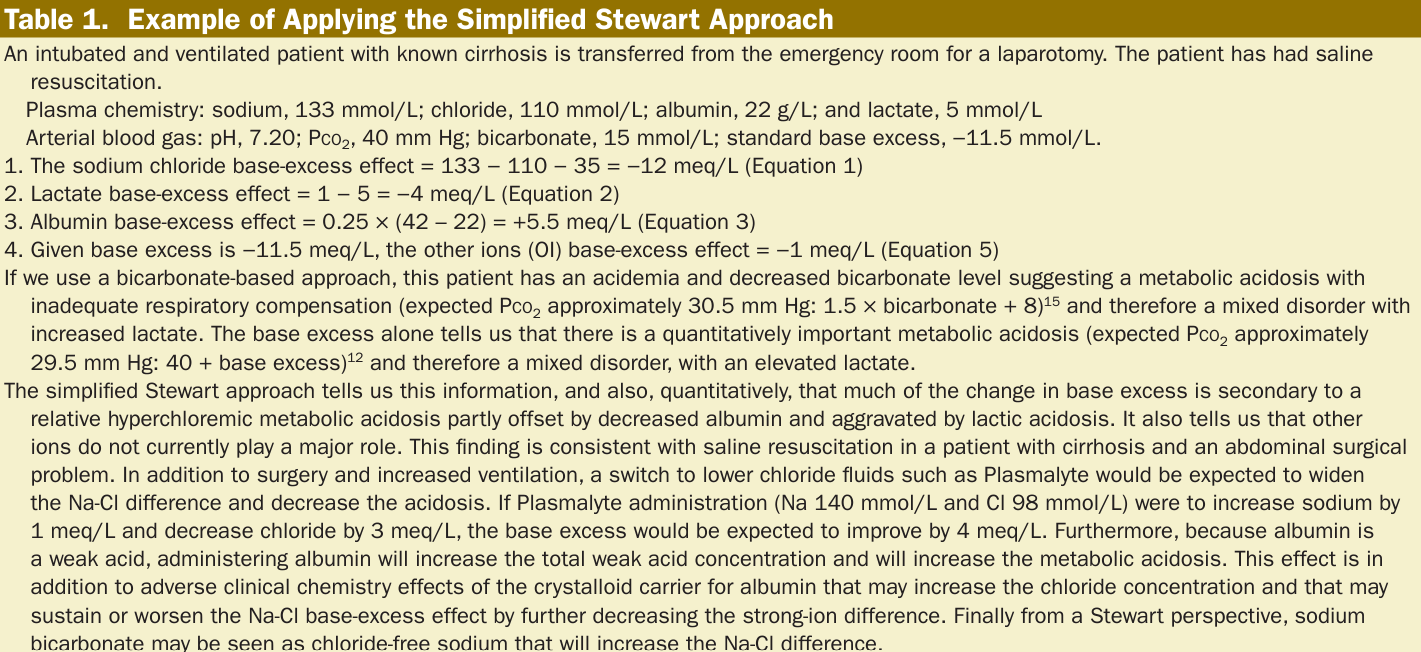 Table 1.  Example of Applying the Simplified Stewart Approach
An intubated and ventilated patient with known cirrhosis is transferred from the emergency room for a laparotomy. The patient has had saline
resuscitation.
Plasma chemistry: sodium, 133 mmol/L; chloride, 110 mmol/L; albumin, 22 g/L; and lactate, 5 mmol/L
Arterial blood gas: pH, 7.20; Pco₂, 40 mm Hg; bicarbonate, 15 mmol/L; standard base excess, −11.5 mmol/L.
1. The sodium chloride base-excess effect = 133 − 110 − 35 = −12 meq/L (Equation 1)
2. Lactate base-excess effect = 1 − 5 = −4 meq/L (Equation 2)
3. Albumin base-excess effect = 0.25 × (42 – 22) = +5.5 meq/L (Equation 3)
4. Given base excess is −11.5 meq/L, the other ions (OI) base-excess effect = −1 meq/L (Equation 5)
If we use a bicarbonate-based approach, this patient has an acidemia and decreased bicarbonate level suggesting a metabolic acidosis with
inadequate respiratory compensation (expected Pco₂ approximately 30.5 mm Hg: 1.5 × bicarbonate + 8)¹⁵ and therefore a mixed disorder with
increased lactate. The base excess alone tells us that there is a quantitatively important metabolic acidosis (expected Pco₂ approximately
29.5 mm Hg: 40 + base excess)¹² and therefore a mixed disorder, with an elevated lactate.
The simplified Stewart approach tells us this information, and also, quantitatively, that much of the change in base excess is secondary to a
relative hyperchloremic metabolic acidosis partly offset by decreased albumin and aggravated by lactic acidosis. It also tells us that other
ions do not currently play a major role. This finding is consistent with saline resuscitation in a patient with cirrhosis and an abdominal surgical
problem. In addition to surgery and increased ventilation, a switch to lower chloride fluids such as Plasmalyte would be expected to widen
the Na-Cl difference and decrease the acidosis. If Plasmalyte administration (Na 140 mmol/L and Cl 98 mmol/L) were to increase sodium by
1 meq/L and decrease chloride by 3 meq/L, the base excess would be expected to improve by 4 meq/L. Furthermore, because albumin is
a weak acid, administering albumin will increase the total weak acid concentration and will increase the metabolic acidosis. This effect is in
addition to adverse clinical chemistry effects of the crystalloid carrier for albumin that may increase the chloride concentration and that may
sustain or worsen the Na-Cl base-excess effect by further decreasing the strong-ion difference. Finally from a Stewart perspective, sodium
bicarbonate may be seen as chloride-free sodium that will increase the Na-Cl difference.